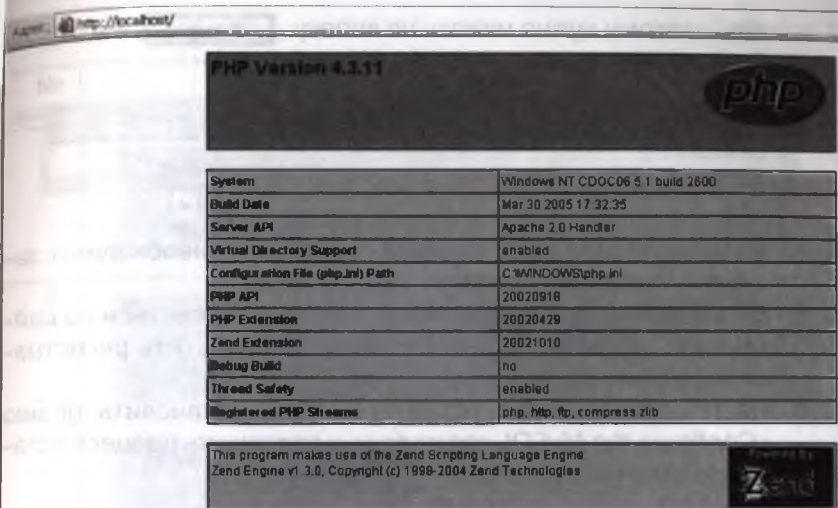 http://localhost/
PHP Version 4.3.11
php
System Windows NT CDOC06 5.1 build 2600
Build Date Mar 30 2005 17:32:35
Server API Apache 2.0 Handler
Virtual Directory Support enabled
Configuration File (php.ini) Path C:\WINDOWS\php.ini
PHP API 20020918
PHP Extension 20020429
Zend Extension 20021010
Debug Build no
Thread Safety enabled
Registered PHP Streams php, http, ftp, compress.zlib
This program makes use of the Zend Scripting Language Engine:
Zend Engine v1.3.0, Copyright (c) 1998-2004 Zend Technologies
Powered by
Zend